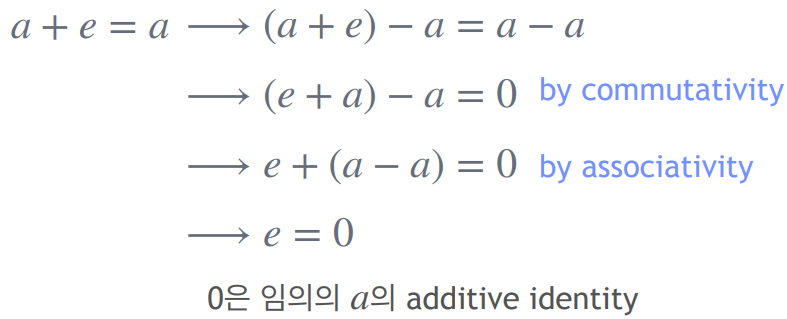 a + e = a ⟶ (a + e) − a = a − a
⟶ (e + a) − a = 0 by commutativity
⟶ e + (a − a) = 0 by associativity
⟶ e = 0
0은 임의의 a의 additive identity